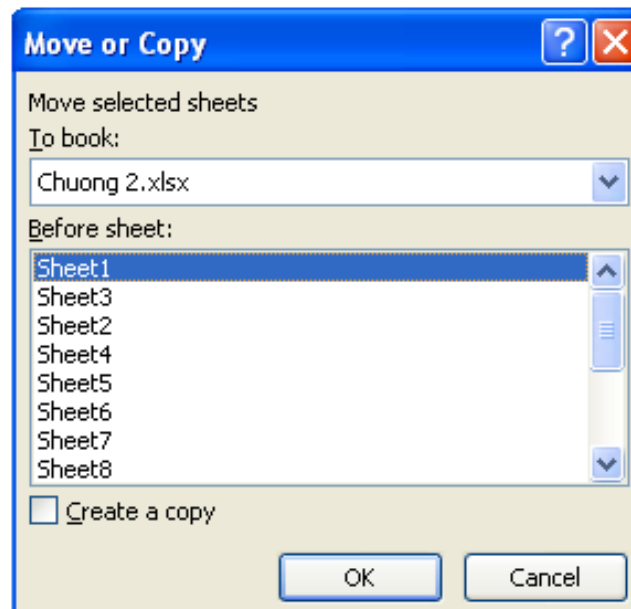 Move or Copy
Move selected sheets
To book:
Chuong 2.xlsx
Before sheet:
Sheet1
Sheet3
Sheet2
Sheet4
Sheet5
Sheet6
Sheet7
Sheet8
Create a copy
OK Cancel